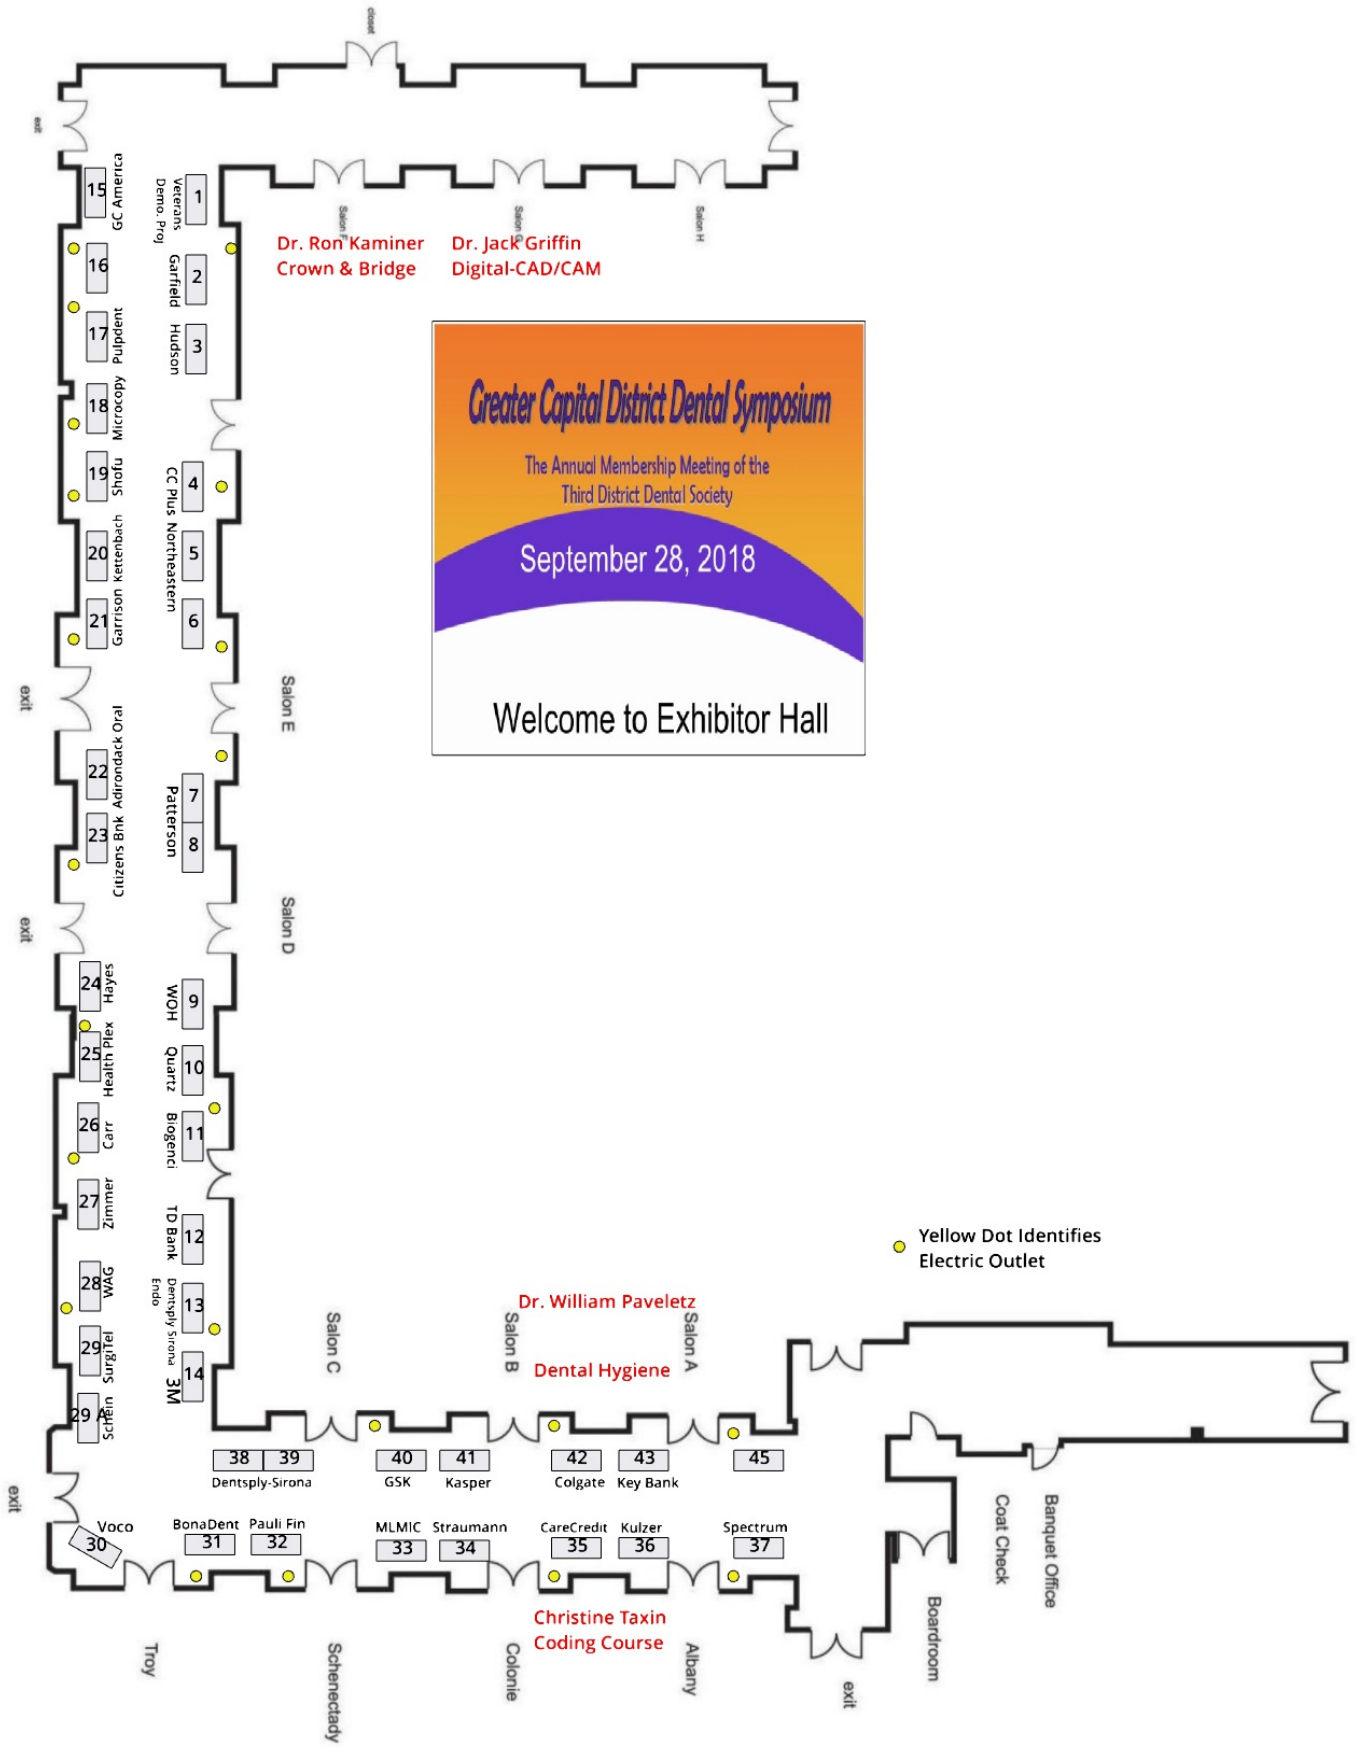 closet
exit
15
GC America
1
Veterans
Demo. Proj
Salon F
Salon G
Salon H
Dr. Ron Kaminer
Crown & Bridge
Dr. Jack Griffin
Digital-CAD/CAM
16
2
Garfield
17
Pulpdent
3
Hudson
18
Microcopy
19
Shofu
4
CC Plus
20
Kettenbach
5
Northeastern
21
Garrison
6
Greater Capital District Dental Symposium
The Annual Membership Meeting of the
Third District Dental Society
September 28, 2018
Welcome to Exhibitor Hall
exit
Salon E
22
Adirondack Oral
7
8
Patterson
23
Citizens Bnk
exit
Salon D
24
Hayes
9
WOH
25
Health Plex
10
Quartz
26
Carr
11
Biogenci
27
Zimmer
12
TD Bank
28
WAG
13
Dentsply Sirona
Endo
29
SurgiTel
14
3M
29 A
Schein
Yellow Dot Identifies
Electric Outlet
Dr. William Paveletz
Salon C
Salon B
Salon A
Dental Hygiene
38
39
Dentsply-Sirona
40
GSK
41
Kasper
42
Colgate
43
Key Bank
45
exit
Voco
30
BonaDent
31
Pauli Fin
32
MLMIC
33
Straumann
34
CareCredit
35
Kulzer
36
Spectrum
37
Coat Check
Banquet Office
Boardroom
Christine Taxin
Coding Course
Troy
Schenectady
Colonie
Albany
exit